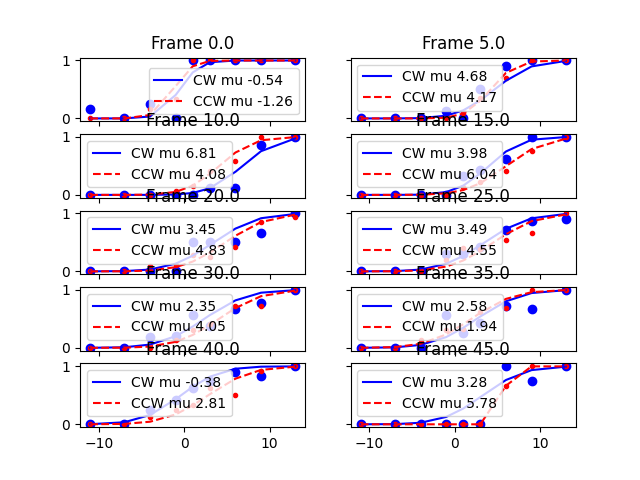 Frame 0.0
1
0
CW mu -0.54
CCW mu -1.26
Frame 5.0
1
0
CW mu 4.68
CCW mu 4.17
Frame 10.0
1
0
CW mu 6.81
CCW mu 4.08
Frame 15.0
1
0
CW mu 3.98
CCW mu 6.04
Frame 20.0
1
0
CW mu 3.45
CCW mu 4.83
Frame 25.0
1
0
CW mu 3.49
CCW mu 4.55
Frame 30.0
1
0
CW mu 2.35
CCW mu 4.05
Frame 35.0
1
0
CW mu 2.58
CCW mu 1.94
Frame 40.0
1
0
CW mu -0.38
CCW mu 2.81
−10 0 10
Frame 45.0
1
0
CW mu 3.28
CCW mu 5.78
−10 0 10